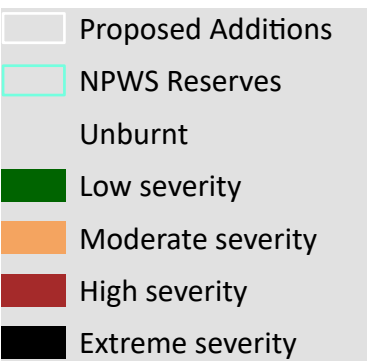 Proposed Additions
NPWS Reserves
Unburnt
Low severity
Moderate severity
High severity
Extreme severity